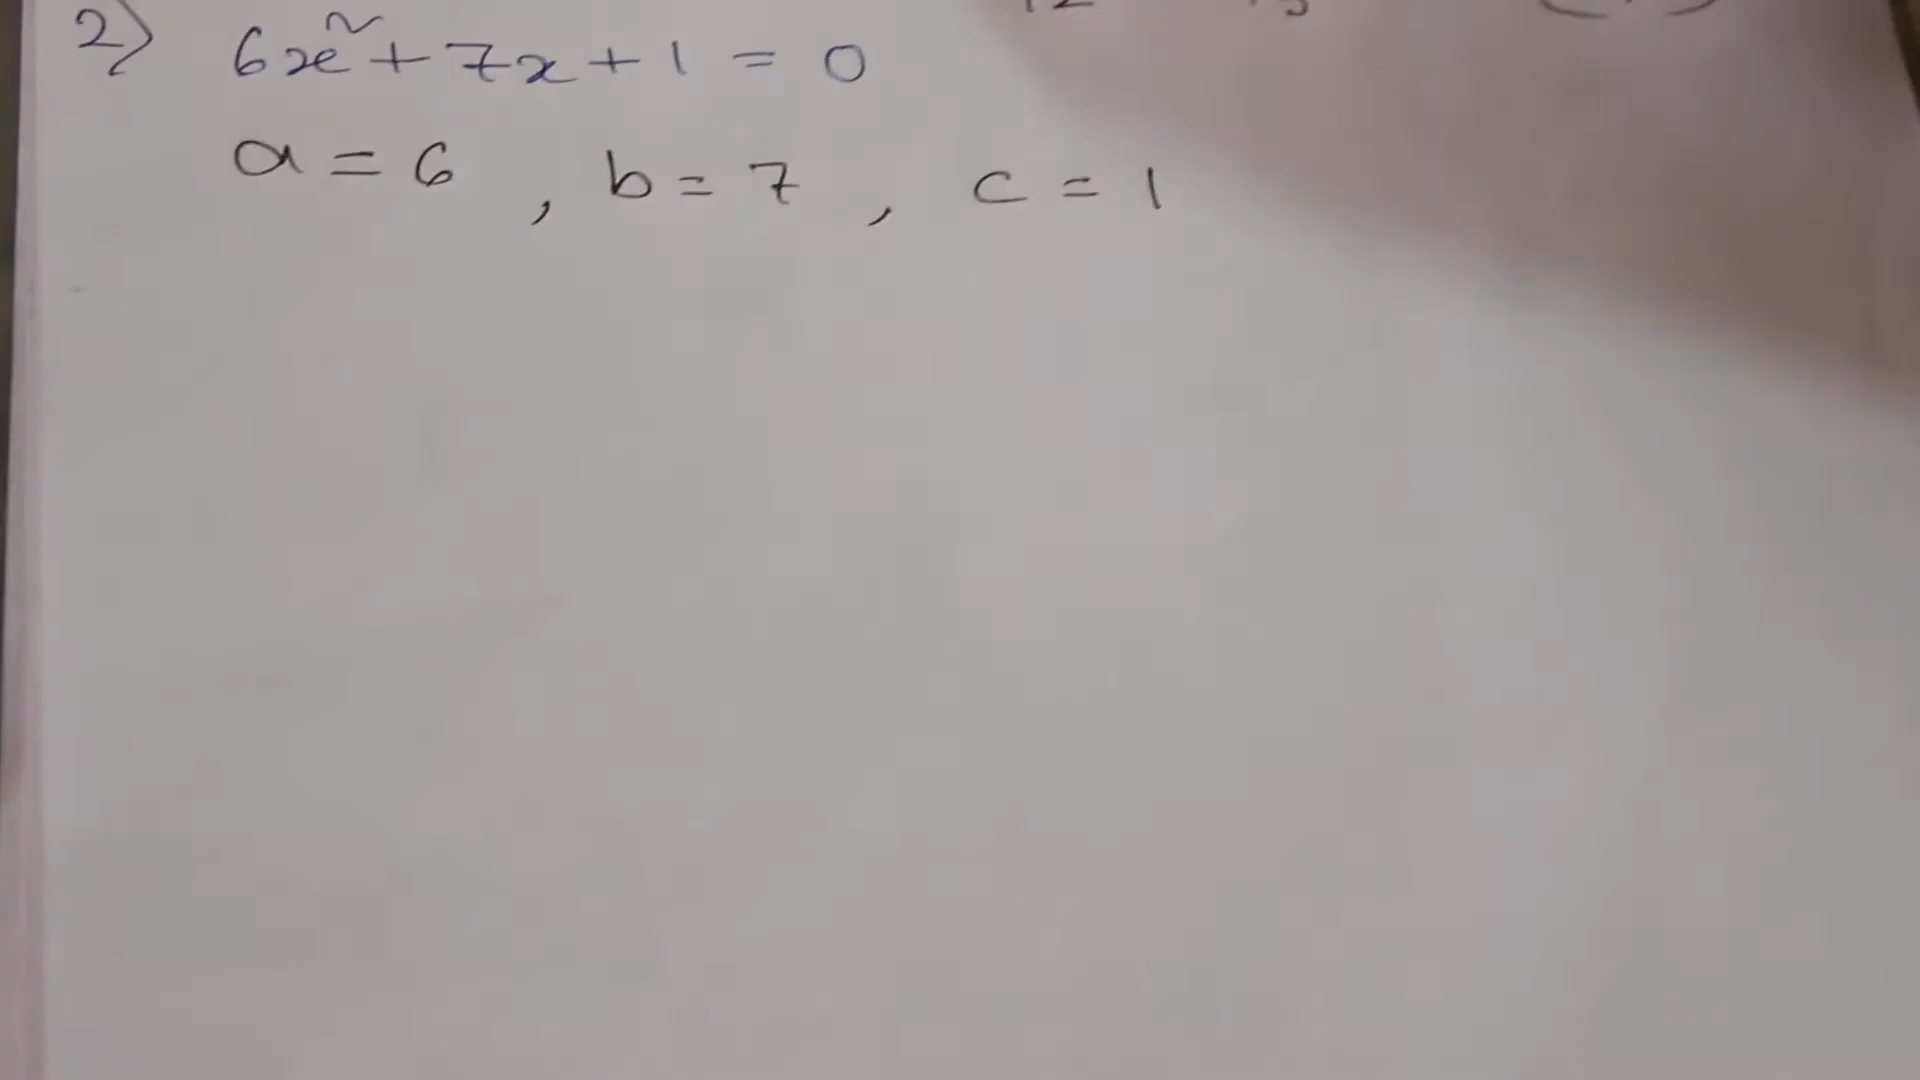 2) 6x² + 7x + 1 = 0
a = 6 , b = 7 , c = 1